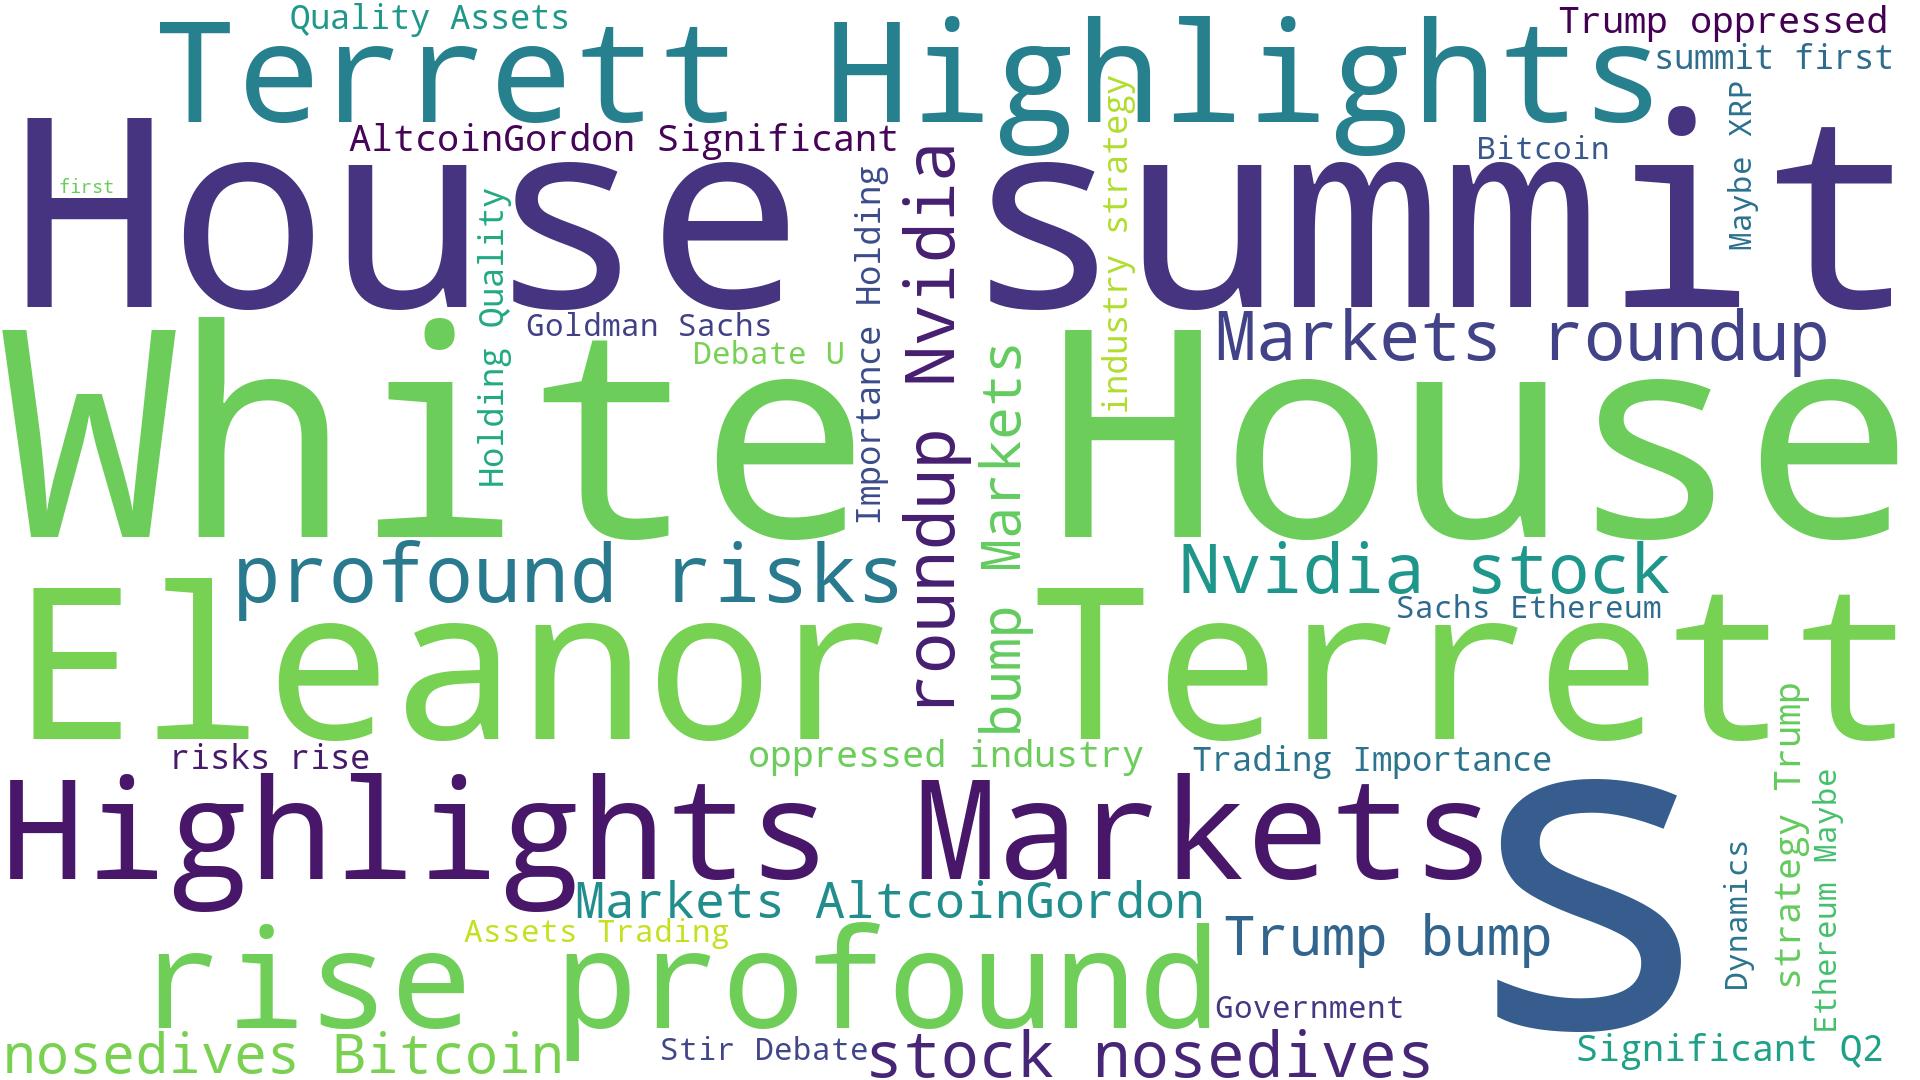 Quality Assets
Trump oppressed
Terrett Highlights
summit first
AltcoinGordon Significant
Bitcoin
Maybe XRP
first
House summit
industry strategy
Holding Quality
Importance Holding
roundup Nvidia
Goldman Sachs
Debate U
Markets roundup
White House
bump Markets
profound risks
Nvidia stock
Sachs Ethereum
Eleanor Terrett
risks rise
oppressed industry
Trading Importance
strategy Trump
Highlights Markets
S
Ethereum Maybe
Dynamics
Markets AltcoinGordon
Assets Trading
Trump bump
rise profound
Government
nosedives Bitcoin
Stir Debate
stock nosedives
Significant Q2